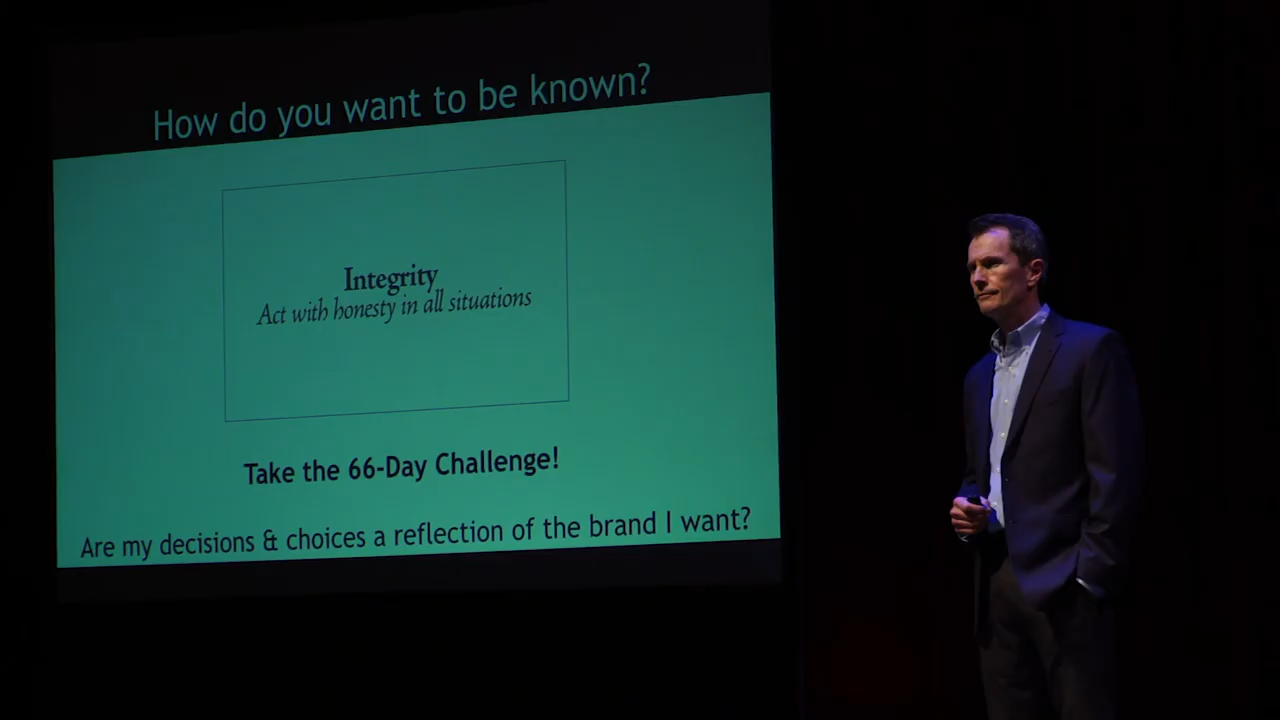 How do you want to be known?
Integrity
Act with honesty in all situations
Take the 66-Day Challenge!
Are my decisions & choices a reflection of the brand I want?